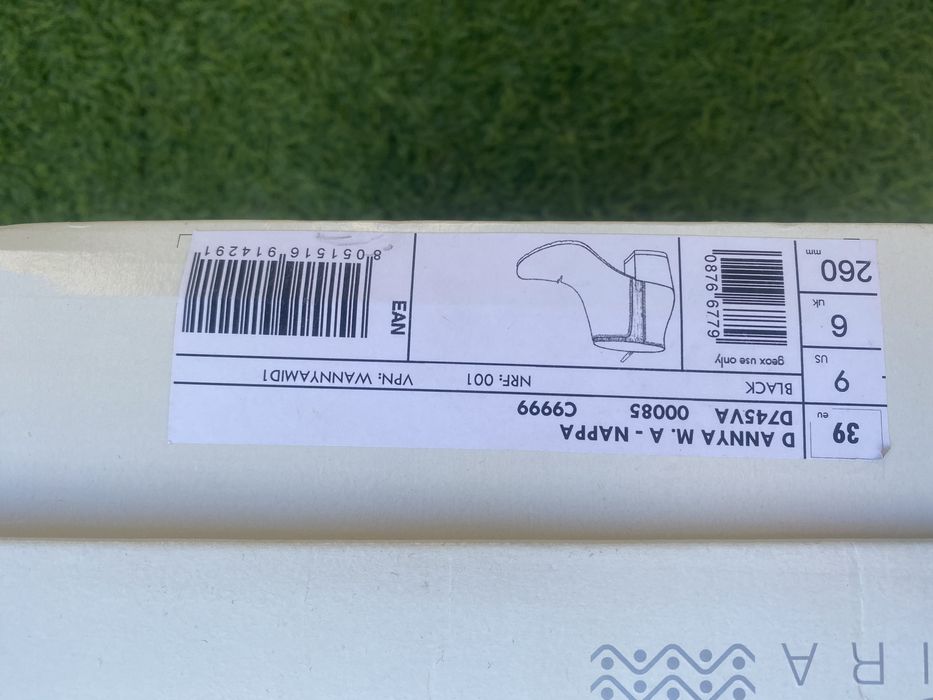 IRA
39 eu
D ANNYA M. A - NAPPA
D745VA 00085 C9999
9 US
BLACK NRF: 001 VPN: WANNYAMID1
6 uk
260 mm
geox use only
0876 6779
EAN
8 051516 914291